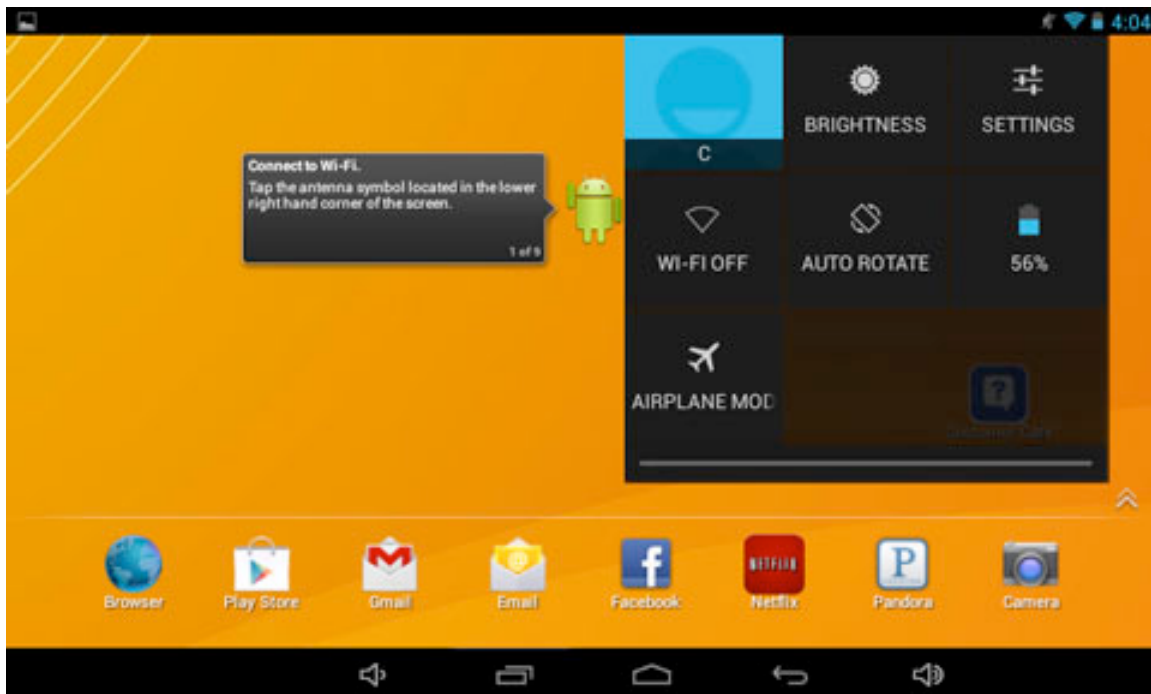 4:04
BRIGHTNESS
SETTINGS
C
Connect to Wi-Fi.
Tap the antenna symbol located in the lower
right hand corner of the screen.
1 of 9
WI-FI OFF
AUTO ROTATE
56%
AIRPLANE MOD
Customer Care
Browser
Play Store
Gmail
Email
Facebook
NETFLIX
Netflix
P
Pandora
Camera